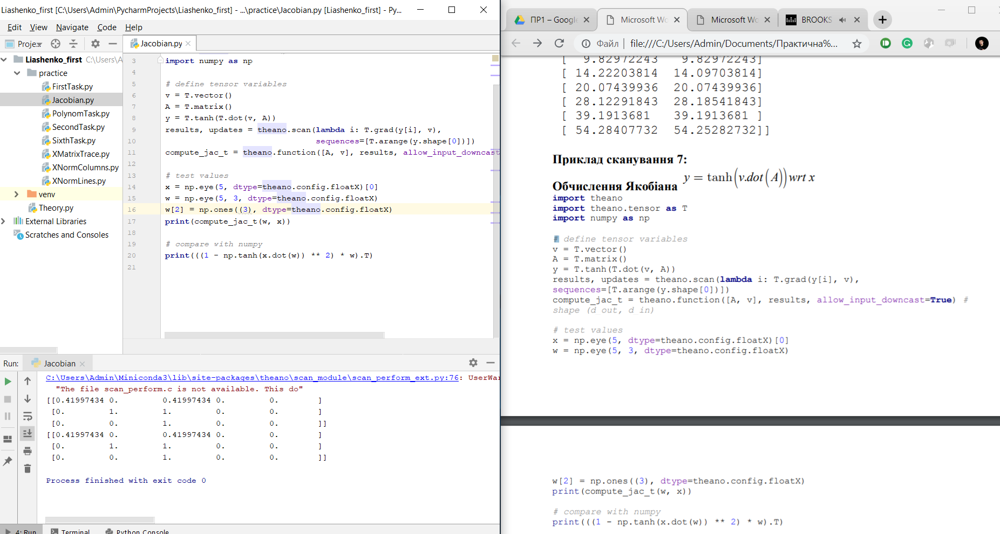 Liashenko_first [C:\Users\Admin\PycharmProjects\Liashenko_first] - ...\practice\Jacobian.py [Liashenko_first] - Py...
Edit View Navigate Code Help
Proje
Jacobian.py
Liashenko_first C:\Users\A
practice
FirstTask.py
Jacobian.py
PolynomTask.py
SecondTask.py
SixthTask.py
XMatrixTrace.py
XNormColumns.py
XNormLines.py
venv
Theory.py
External Libraries
Scratches and Consoles
3 import numpy as np
4
5 # define tensor variables
6 v = T.vector()
7 A = T.matrix()
8 y = T.tanh(T.dot(v, A))
9 results, updates = theano.scan(lambda i: T.grad(y[i], v),
10 sequences=[T.arange(y.shape[0])])
11 compute_jac_t = theano.function([A, v], results, allow_input_downcast
12
13 # test values
14 x = np.eye(5, dtype=theano.config.floatX)[0]
15 w = np.eye(5, 3, dtype=theano.config.floatX)
16 w[2] = np.ones((3), dtype=theano.config.floatX)
17 print(compute_jac_t(w, x))
18
19 # compare with numpy
20 print(((1 - np.tanh(x.dot(w)) ** 2) * w).T)
21
Run: Jacobian
C:\Users\Admin\Miniconda3\lib\site-packages\theano\scan_module\scan_perform_ext.py:76: UserWar
"The file scan_perform.c is not available. This do"
[[0.41997434 0. 0.41997434 0. 0. ]
[0. 1. 1. 0. 0. ]
[0. 0. 1. 0. 0. ]]
[[0.41997434 0. 0.41997434 0. 0. ]
[0. 1. 1. 0. 0. ]
[0. 0. 1. 0. 0. ]]
Process finished with exit code 0
4: Run Terminal Python Console
ПР1 – Google Microsoft Wo Microsoft Wo BROOKS
Файл | file:///C:/Users/Admin/Documents/Практична%...
[ 9.82972243 9.82972243]
[ 14.22203814 14.09703814]
[ 20.07439936 20.07439936]
[ 28.12291843 28.18541843]
[ 39.1913681 39.1913681 ]
[ 54.28407732 54.25282732]]
Приклад сканування 7:
Обчислення Якобіана y = tanh(v.dot(A)) wrt x
import theano
import theano.tensor as T
import numpy as np
# define tensor variables
v = T.vector()
A = T.matrix()
y = T.tanh(T.dot(v, A))
results, updates = theano.scan(lambda i: T.grad(y[i], v),
sequences=[T.arange(y.shape[0])])
compute_jac_t = theano.function([A, v], results, allow_input_downcast=True) #
shape (d_out, d_in)
# test values
x = np.eye(5, dtype=theano.config.floatX)[0]
w = np.eye(5, 3, dtype=theano.config.floatX)
w[2] = np.ones((3), dtype=theano.config.floatX)
print(compute_jac_t(w, x))
# compare with numpy
print(((1 - np.tanh(x.dot(w)) ** 2) * w).T)